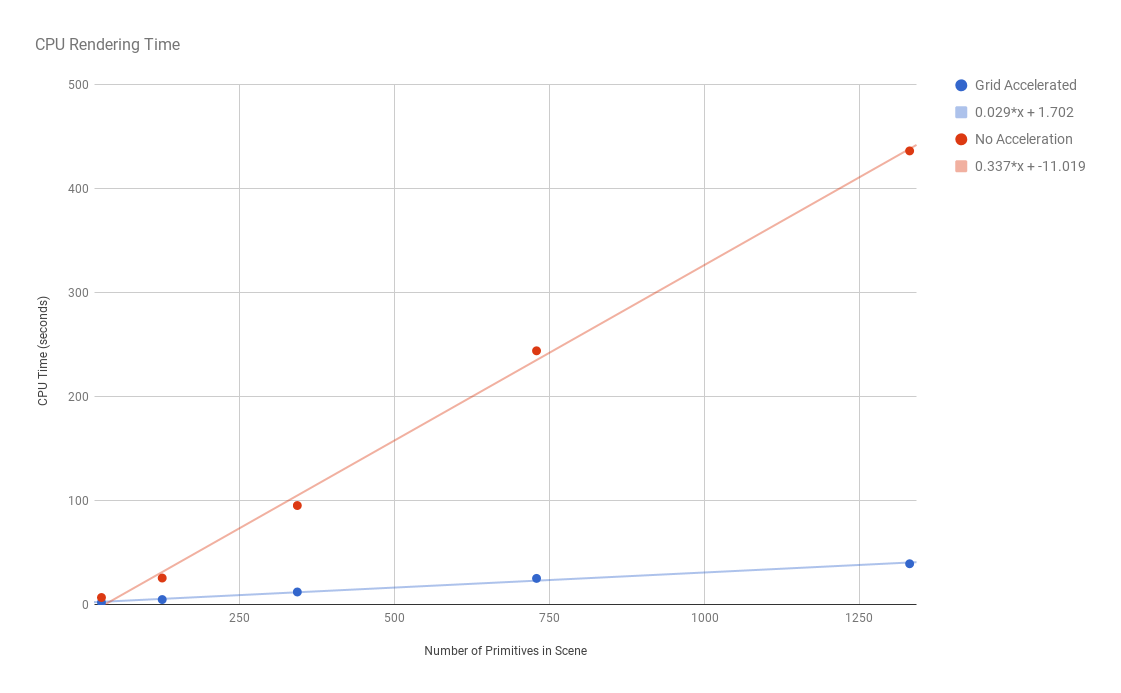 CPU Rendering Time
500
400
300
200
100
0
CPU Time (seconds)
250
500
750
1000
1250
Number of Primitives in Scene
Grid Accelerated
0.029*x + 1.702
No Acceleration
0.337*x + -11.019